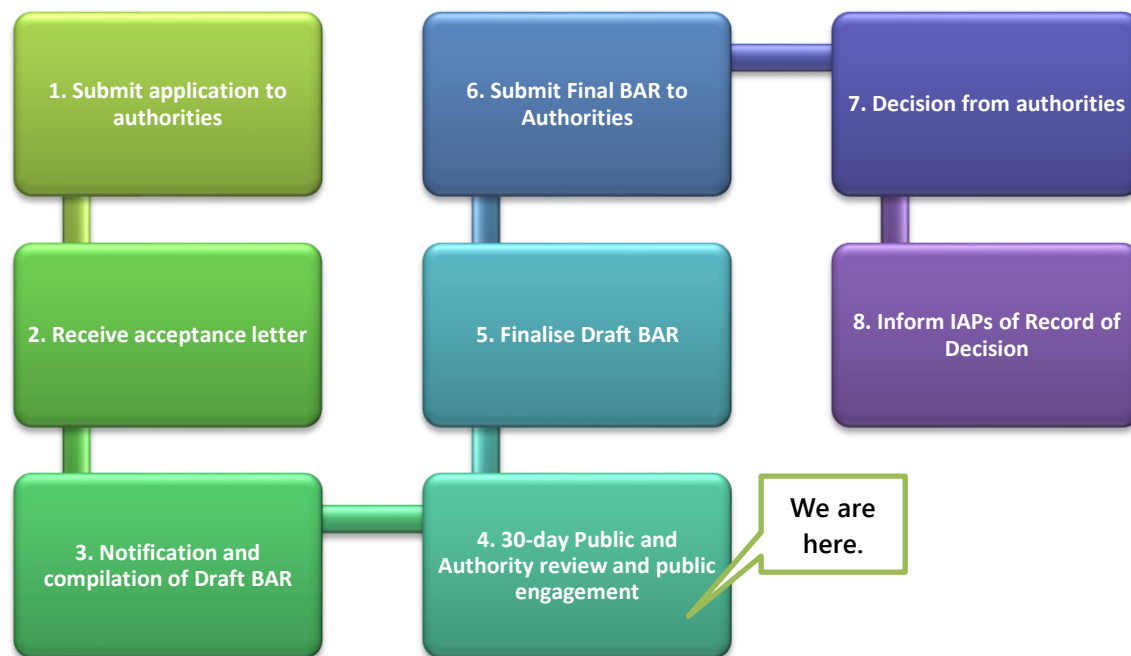 1. Submit application to
authorities
2. Receive acceptance letter
3. Notification and
compilation of Draft BAR
4. 30-day Public and
Authority review and public
engagement
We are
here.
5. Finalise Draft BAR
6. Submit Final BAR to
Authorities
7. Decision from authorities
8. Inform IAPs of Record of
Decision